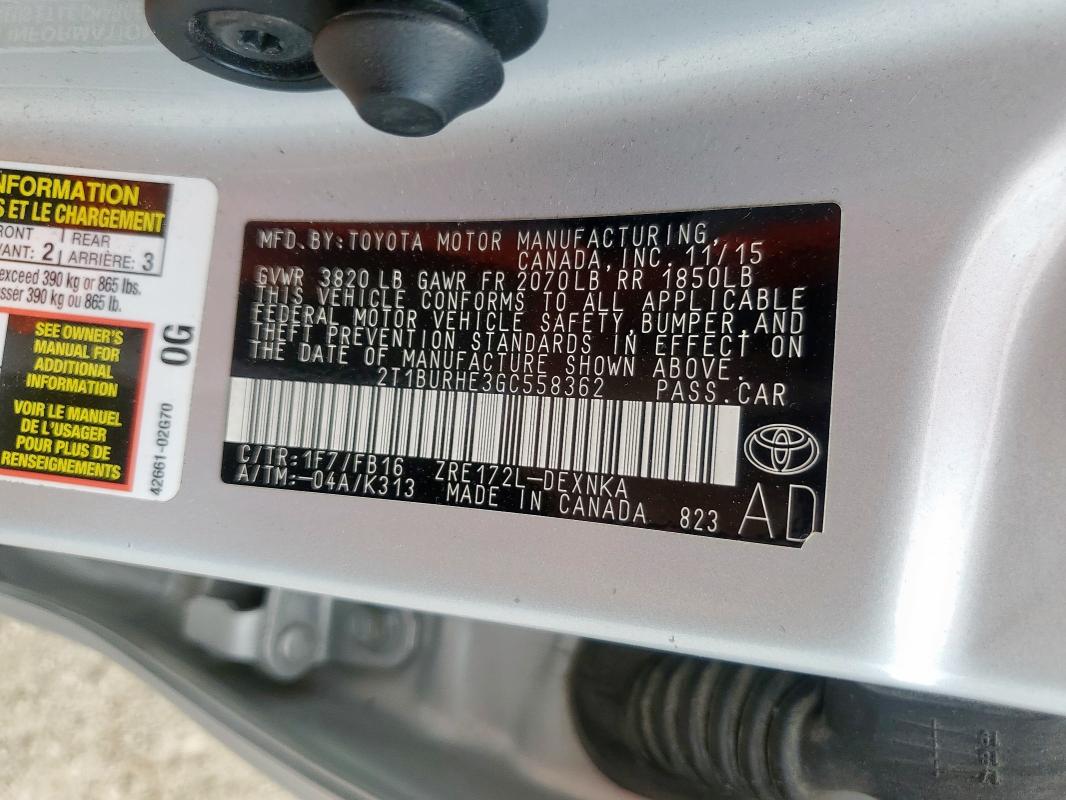 NFORMATION
S ET LE CHARGEMENT
RONT
VANT: 2
REAR
ARRIÈRE: 3
exceed 390 kg or 865 lbs.
sser 390 kg ou 865 lb.
SEE OWNER'S
MANUAL FOR
ADDITIONAL
INFORMATION
VOIR LE MANUEL
DE L'USAGER
POUR PLUS DE
RENSEIGNEMENTS
0G
42661-02G70
MFD. BY: TOYOTA MOTOR MANUFACTURING,
CANADA, INC. 11/15
GVWR 3820 LB GAWR FR 2070LB RR 1850LB
THIS VEHICLE CONFORMS TO ALL APPLICABLE
FEDERAL MOTOR VEHICLE SAFETY, BUMPER, AND
THEFT PREVENTION STANDARDS IN EFFECT ON
THE DATE OF MANUFACTURE SHOWN ABOVE.
2T1BURHE3GC558362 PASS.CAR
C/TR: 1F7/FB16 ZRE172L-DEXNKA
A/TM: -04A/K313 MADE IN CANADA 823
AD